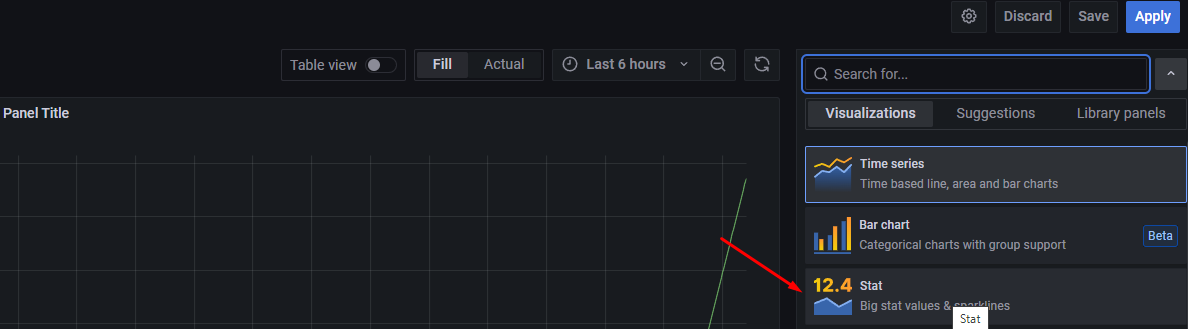 Discard Save Apply
Table view Fill Actual Last 6 hours
Search for...
Panel Title
Visualizations Suggestions Library panels
Time series
Time based line, area and bar charts
Bar chart
Categorical charts with group support
Beta
12.4 Stat
Big stat values & sparklines
Stat